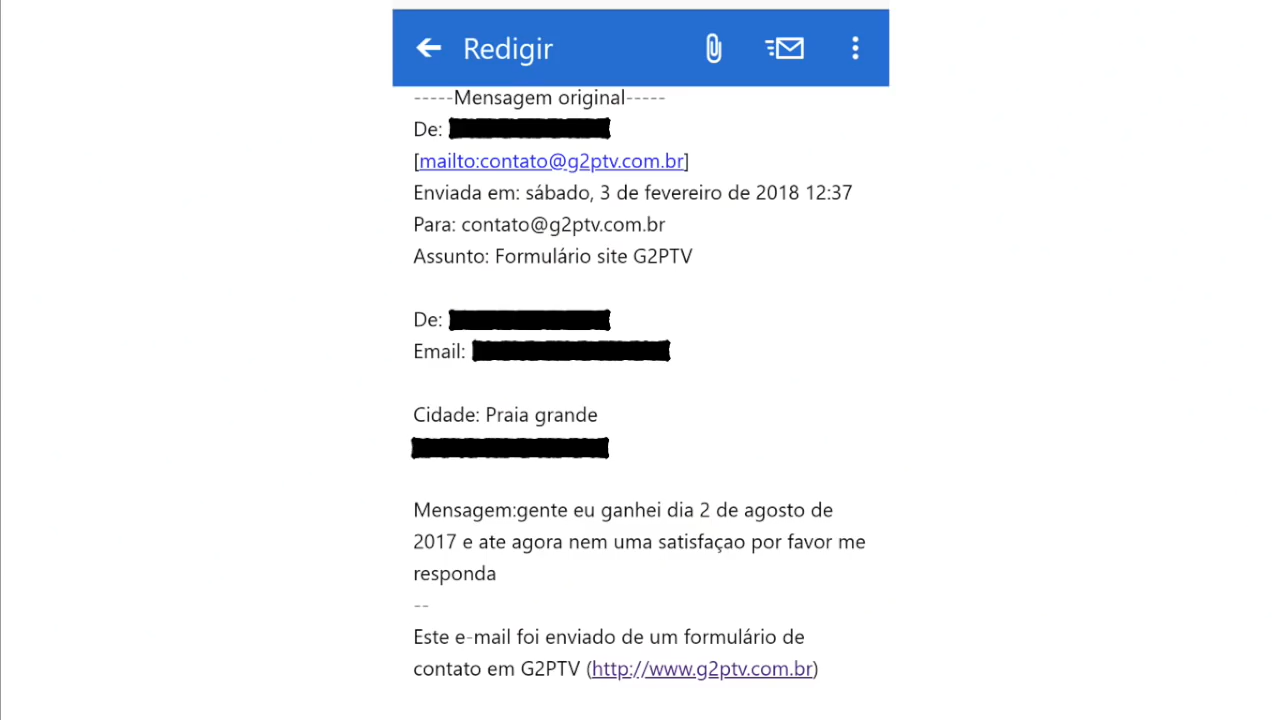 Redigir
-----Mensagem original-----
De:
[mailto:contato@g2ptv.com.br]
Enviada em: sábado, 3 de fevereiro de 2018 12:37
Para: contato@g2ptv.com.br
Assunto: Formulário site G2PTV
De:
Email:
Cidade: Praia grande
Mensagem:gente eu ganhei dia 2 de agosto de
2017 e ate agora nem uma satisfaçao por favor me
responda
--
Este e-mail foi enviado de um formulário de
contato em G2PTV (http://www.g2ptv.com.br)